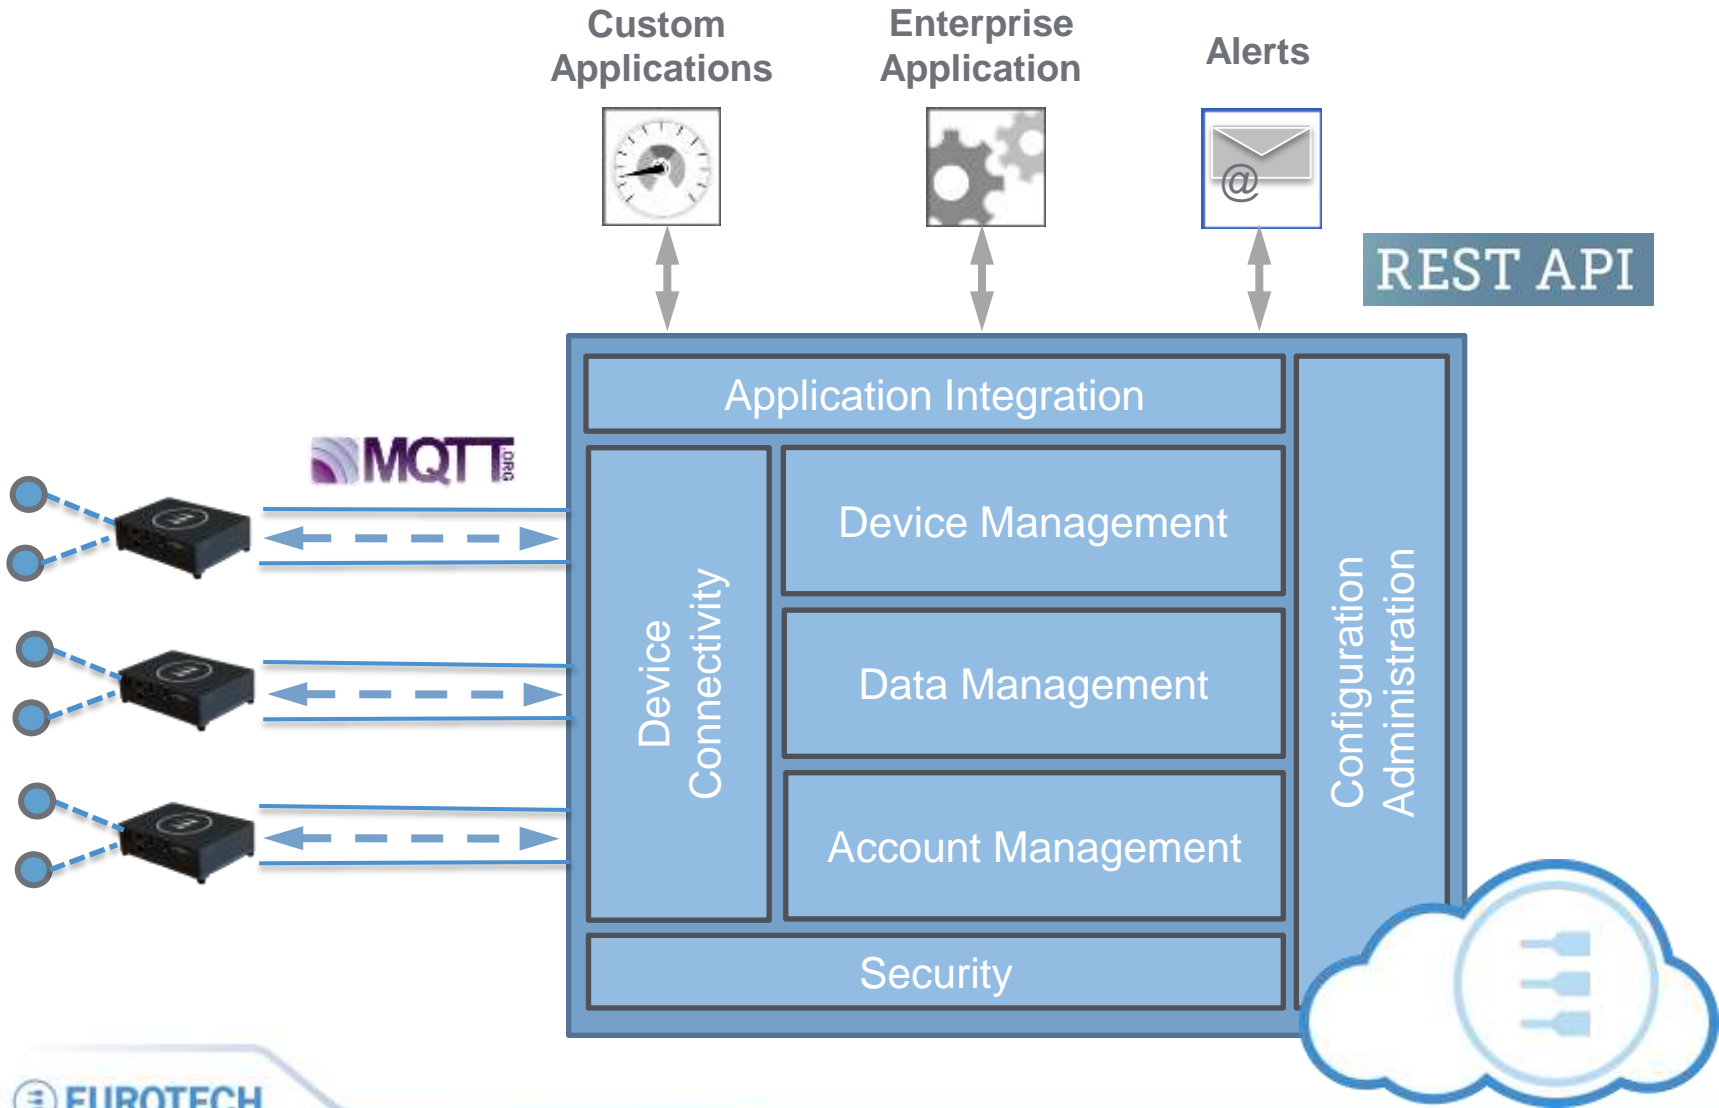 Custom
Applications
Enterprise
Application
Alerts
@
REST API
Application Integration
MQTT
.ORG
Device Management
Device
Connectivity
Data Management
Configuration
Administration
Account Management
Security
EUROTECH